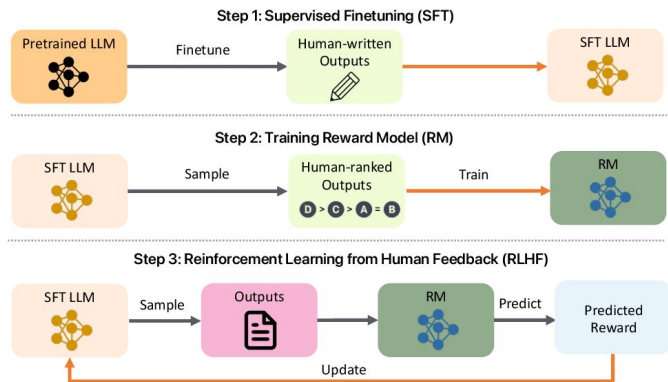 Step 1: Supervised Finetuning (SFT)
Pretrained LLM
Finetune
Human-written
Outputs
SFT LLM
Step 2: Training Reward Model (RM)
SFT LLM
Sample
Human-ranked
Outputs
D > C > A = B
Train
RM
Step 3: Reinforcement Learning from Human Feedback (RLHF)
SFT LLM
Sample
Outputs
RM
Predict
Predicted
Reward
Update